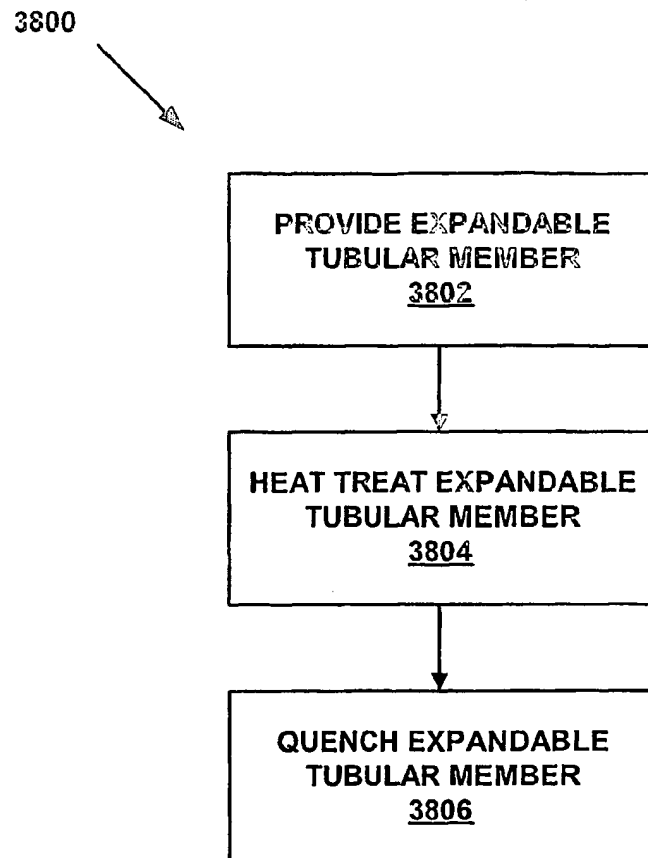 3800
PROVIDE EXPANDABLE
TUBULAR MEMBER
3802
HEAT TREAT EXPANDABLE
TUBULAR MEMBER
3804
QUENCH EXPANDABLE
TUBULAR MEMBER
3806